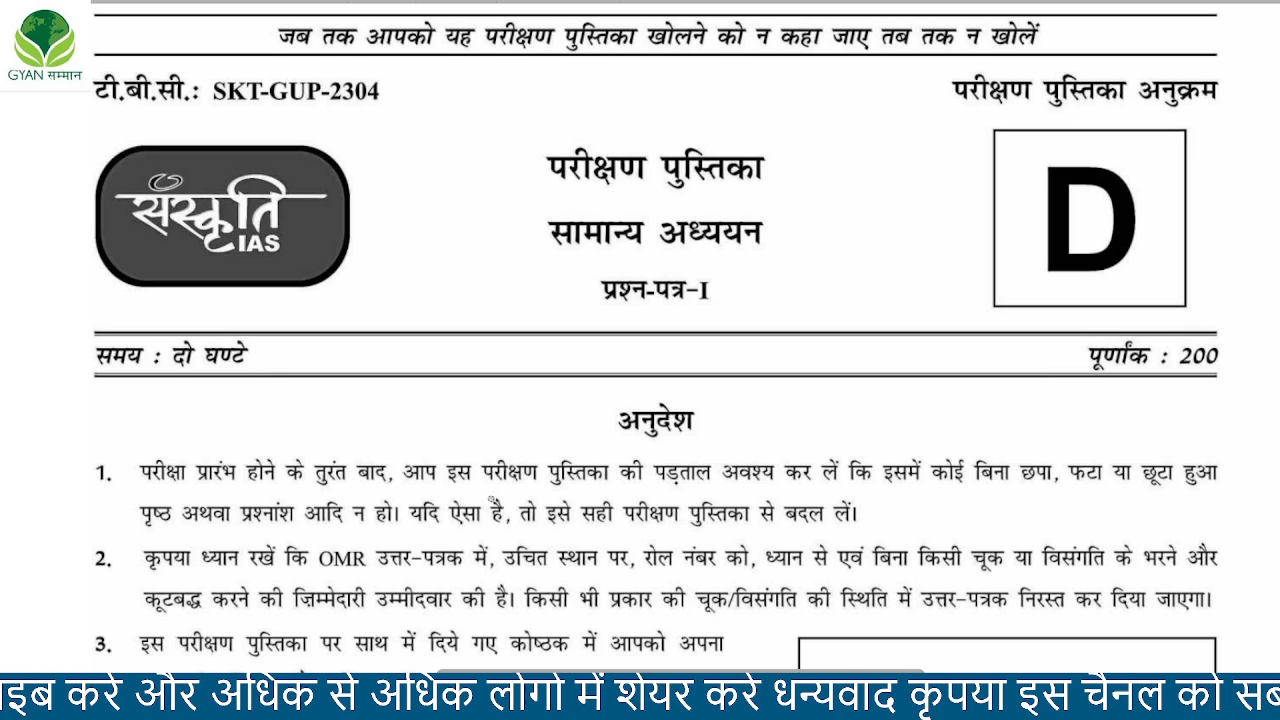 जब तक आपको यह परीक्षण पुस्तिका खोलने को न कहा जाए तब तक न खोलें
GYAN सम्मान
टी.बी.सी.: SKT-GUP-2304
परीक्षण पुस्तिका अनुक्रम
संस्कृति
IAS
परीक्षण पुस्तिका
सामान्य अध्ययन
प्रश्न-पत्र-I
D
समय : दो घण्टे
पूर्णांक : 200
अनुदेश
1. परीक्षा प्रारंभ होने के तुरंत बाद, आप इस परीक्षण पुस्तिका की पड़ताल अवश्य कर लें कि इसमें कोई बिना छपा, फटा या छूटा हुआ
पृष्ठ अथवा प्रश्नांश आदि न हो। यदि ऐसा है, तो इसे सही परीक्षण पुस्तिका से बदल लें।
2. कृपया ध्यान रखें कि OMR उत्तर-पत्रक में, उचित स्थान पर, रोल नंबर को, ध्यान से एवं बिना किसी चूक या विसंगति के भरने और
कूटबद्ध करने की ज़िम्मेदारी उम्मीदवार की है। किसी भी प्रकार की चूक/विसंगति की स्थिति में उत्तर-पत्रक निरस्त कर दिया जाएगा।
3. इस परीक्षण पुस्तिका पर साथ में दिये गए कोष्ठक में आपको अपना
करे और अधिक से अधिक लोगो में शेयर करे धन्यवाद कृपया इस चैनल को